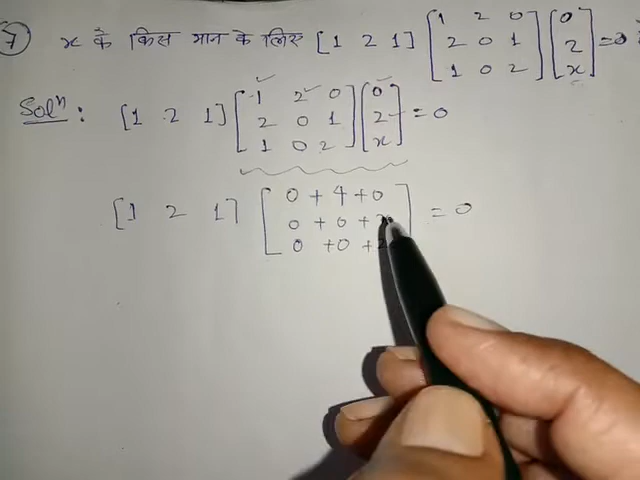 7 x के किस मान के लिए [1 2 1] [1 2 0 2 0 1 1 0 2] [0 2 x] = 0
Solⁿ: [1 2 1] [1 2 0 2 0 1 1 0 2] [0 2 x] = 0
[1 2 1] [0 + 4 + 0 0 + 0 + 0 + 0 +] = 0